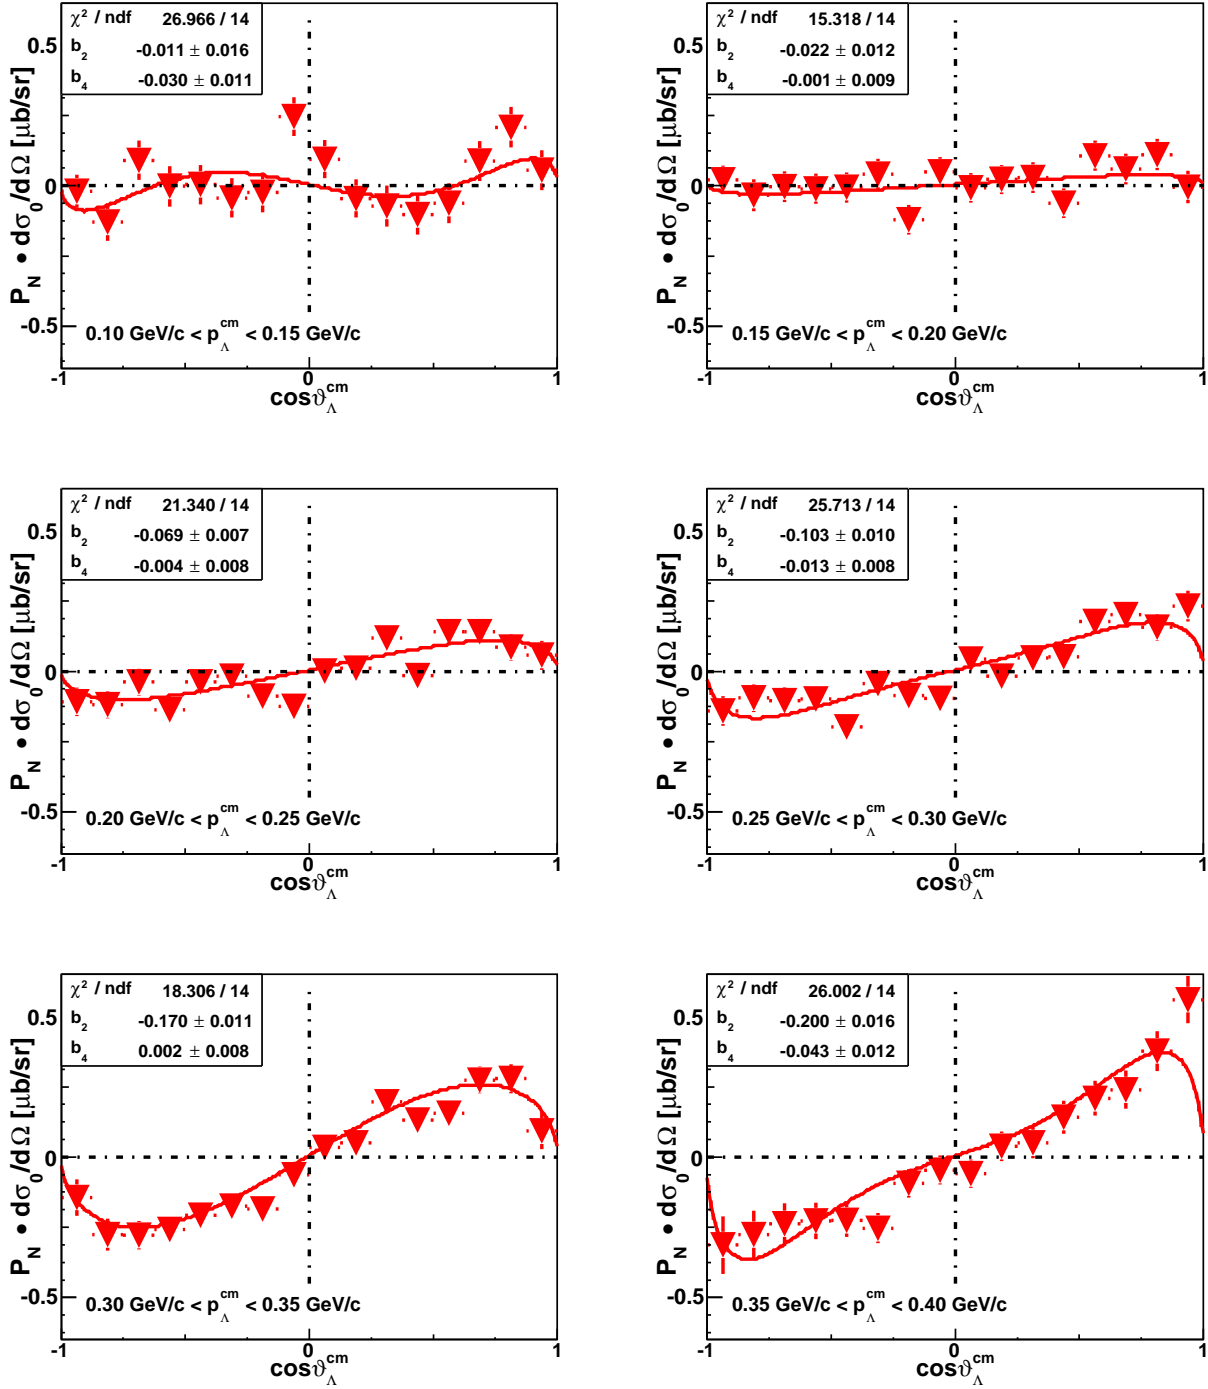 χ² / ndf 26.966 / 14
b₂ -0.011 ± 0.016
b₄ -0.030 ± 0.011
0.5
0
-0.5
P_N • dσ₀/dΩ [μb/sr]
0.10 GeV/c < p_Λ^cm < 0.15 GeV/c
-1 0 1
cosϑ_Λ^cm
χ² / ndf 15.318 / 14
b₂ -0.022 ± 0.012
b₄ -0.001 ± 0.009
0.5
0
-0.5
P_N • dσ₀/dΩ [μb/sr]
0.15 GeV/c < p_Λ^cm < 0.20 GeV/c
-1 0 1
cosϑ_Λ^cm
χ² / ndf 21.340 / 14
b₂ -0.069 ± 0.007
b₄ -0.004 ± 0.008
0.5
0
-0.5
P_N • dσ₀/dΩ [μb/sr]
0.20 GeV/c < p_Λ^cm < 0.25 GeV/c
-1 0 1
cosϑ_Λ^cm
χ² / ndf 25.713 / 14
b₂ -0.103 ± 0.010
b₄ -0.013 ± 0.008
0.5
0
-0.5
P_N • dσ₀/dΩ [μb/sr]
0.25 GeV/c < p_Λ^cm < 0.30 GeV/c
-1 0 1
cosϑ_Λ^cm
χ² / ndf 18.306 / 14
b₂ -0.170 ± 0.011
b₄ 0.002 ± 0.008
0.5
0
-0.5
P_N • dσ₀/dΩ [μb/sr]
0.30 GeV/c < p_Λ^cm < 0.35 GeV/c
-1 0 1
cosϑ_Λ^cm
χ² / ndf 26.002 / 14
b₂ -0.200 ± 0.016
b₄ -0.043 ± 0.012
0.5
0
-0.5
P_N • dσ₀/dΩ [μb/sr]
0.35 GeV/c < p_Λ^cm < 0.40 GeV/c
-1 0 1
cosϑ_Λ^cm